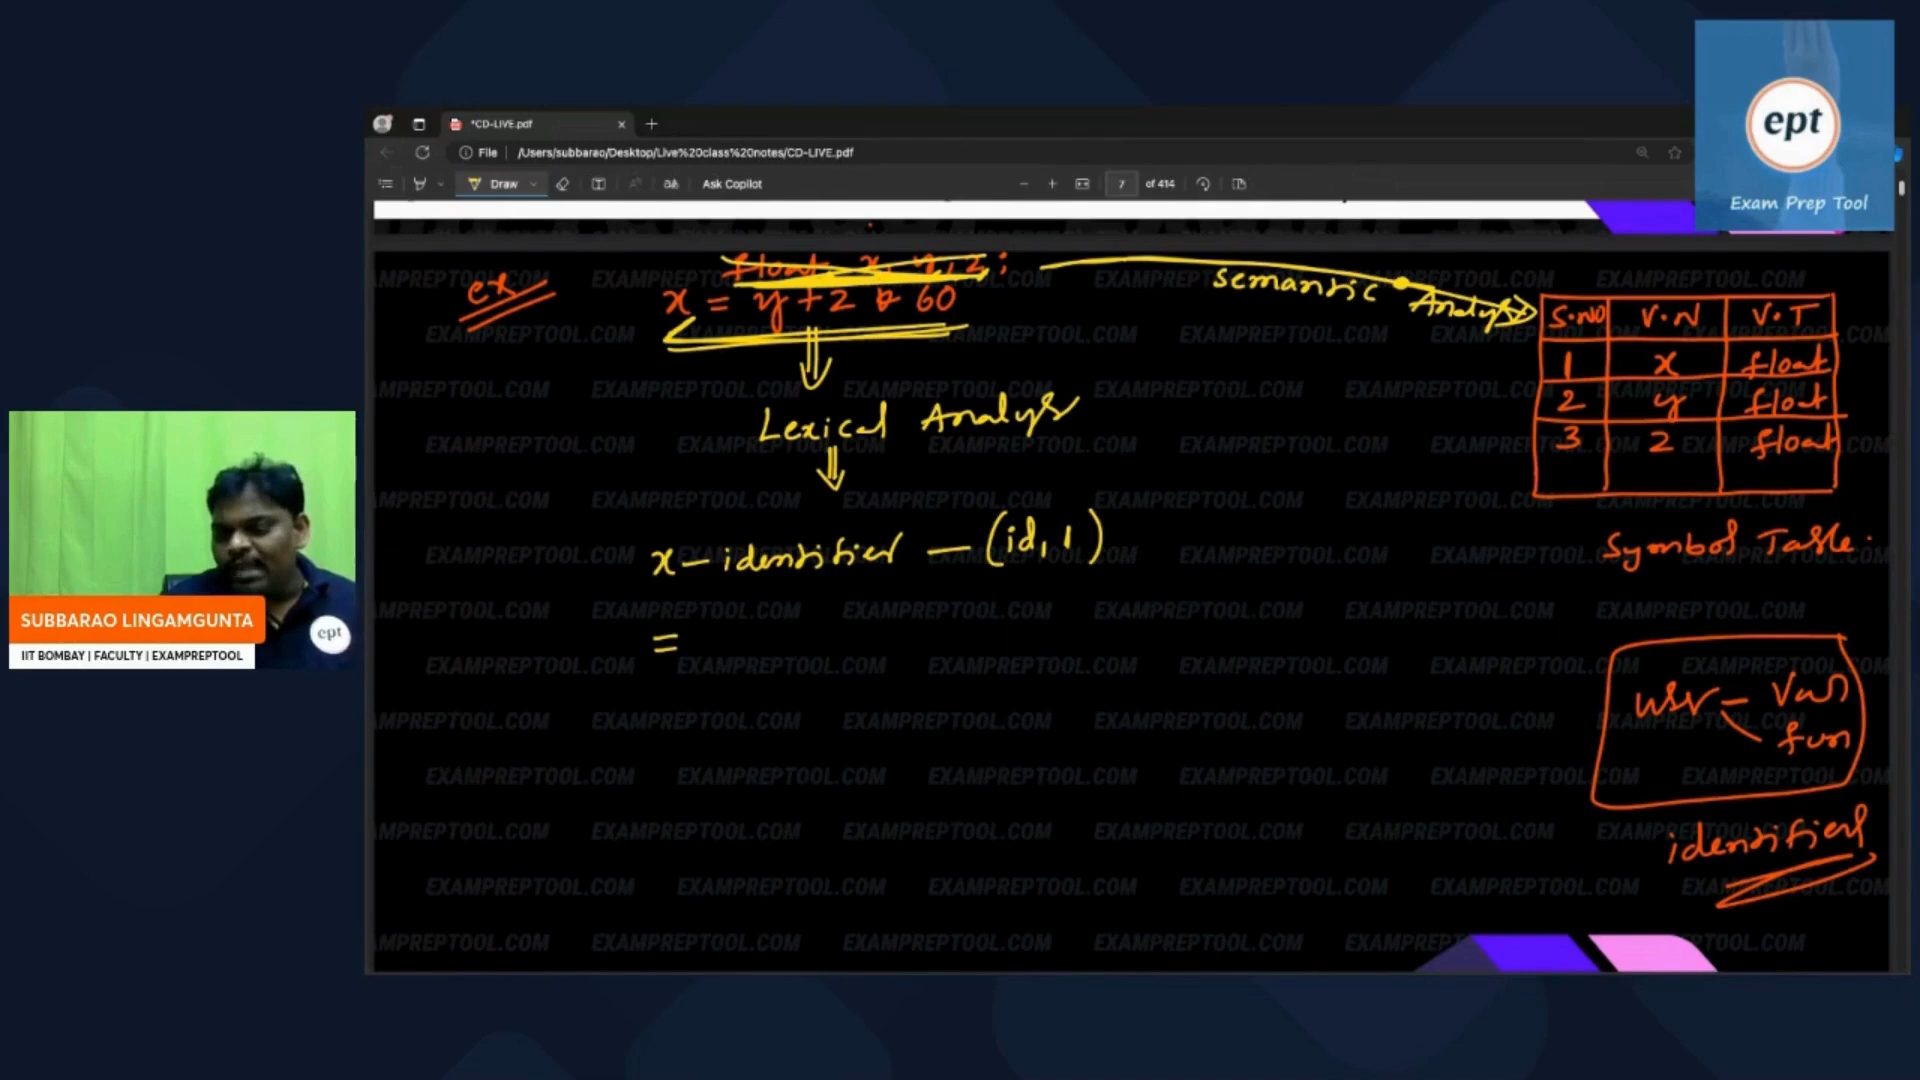 ept
Exam Prep Tool
*CD-LIVE.pdf
File /Users/subbarao/Desktop/Live%20class%20notes/CD-LIVE.pdf
Draw Ask Copilot 7 of 414
ex
float x, y, z;
x = y + z * 60
semantic Analysis
Lexical Analysis
x - identifier - (id, 1)
=
S.NO V.N V.T
1 x float
2 y float
3 z float
Symbol Table.
usr - Var
fun
identifier
SUBBARAO LINGAMGUNTA
ept
IIT BOMBAY | FACULTY | EXAMPREPTOOL
EXAMPREPTOOL.COM